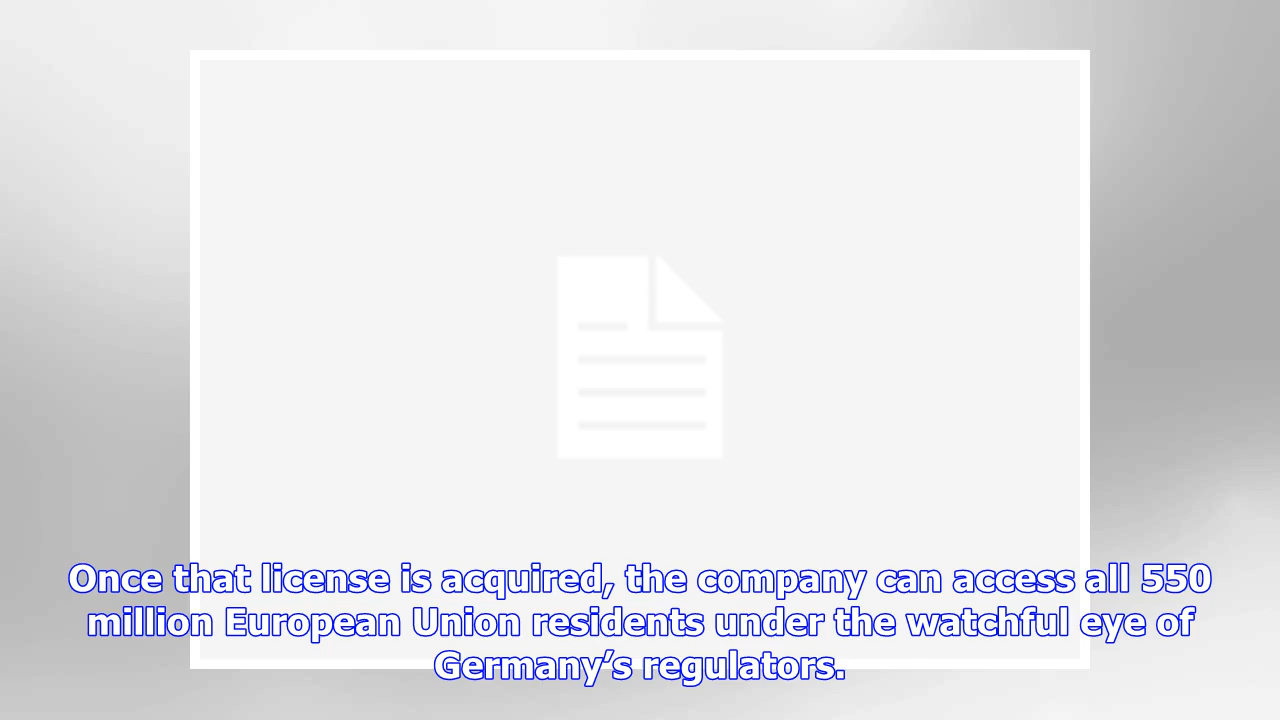 Once that license is acquired, the company can access all 550
million European Union residents under the watchful eye of
Germany’s regulators.